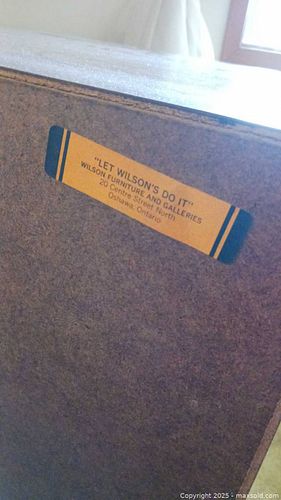 "LET WILSON'S DO IT"
WILSON FURNITURE AND GALLERIES
20 Centre Street North
Oshawa, Ontario
Copyright 2025 - maxsold.com